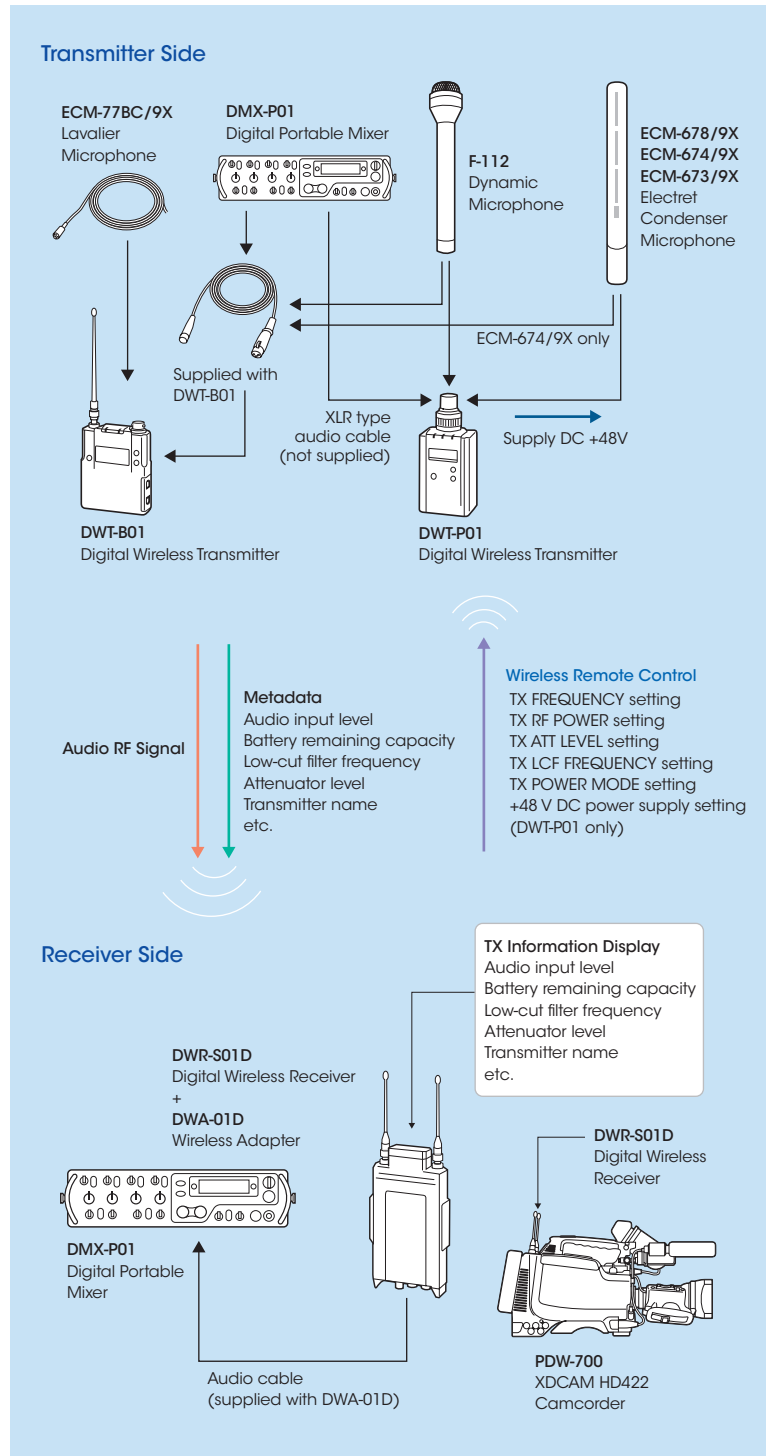 Transmitter Side
ECM-77BC/9X
Lavalier
Microphone
DMX-P01
Digital Portable Mixer
F-112
Dynamic
Microphone
ECM-678/9X
ECM-674/9X
ECM-673/9X
Electret
Condenser
Microphone
ECM-674/9X only
Supplied with
DWT-B01
XLR type
audio cable
(not supplied)
Supply DC +48V
DWT-B01
Digital Wireless Transmitter
DWT-P01
Digital Wireless Transmitter
Audio RF Signal
Metadata
Audio input level
Battery remaining capacity
Low-cut filter frequency
Attenuator level
Transmitter name
etc.
Wireless Remote Control
TX FREQUENCY setting
TX RF POWER setting
TX ATT LEVEL setting
TX LCF FREQUENCY setting
TX POWER MODE setting
+48 V DC power supply setting
(DWT-P01 only)
Receiver Side
TX Information Display
Audio input level
Battery remaining capacity
Low-cut filter frequency
Attenuator level
Transmitter name
etc.
DWR-S01D
Digital Wireless Receiver
+
DWA-01D
Wireless Adapter
DWR-S01D
Digital Wireless
Receiver
DMX-P01
Digital Portable
Mixer
Audio cable
(supplied with DWA-01D)
PDW-700
XDCAM HD422
Camcorder